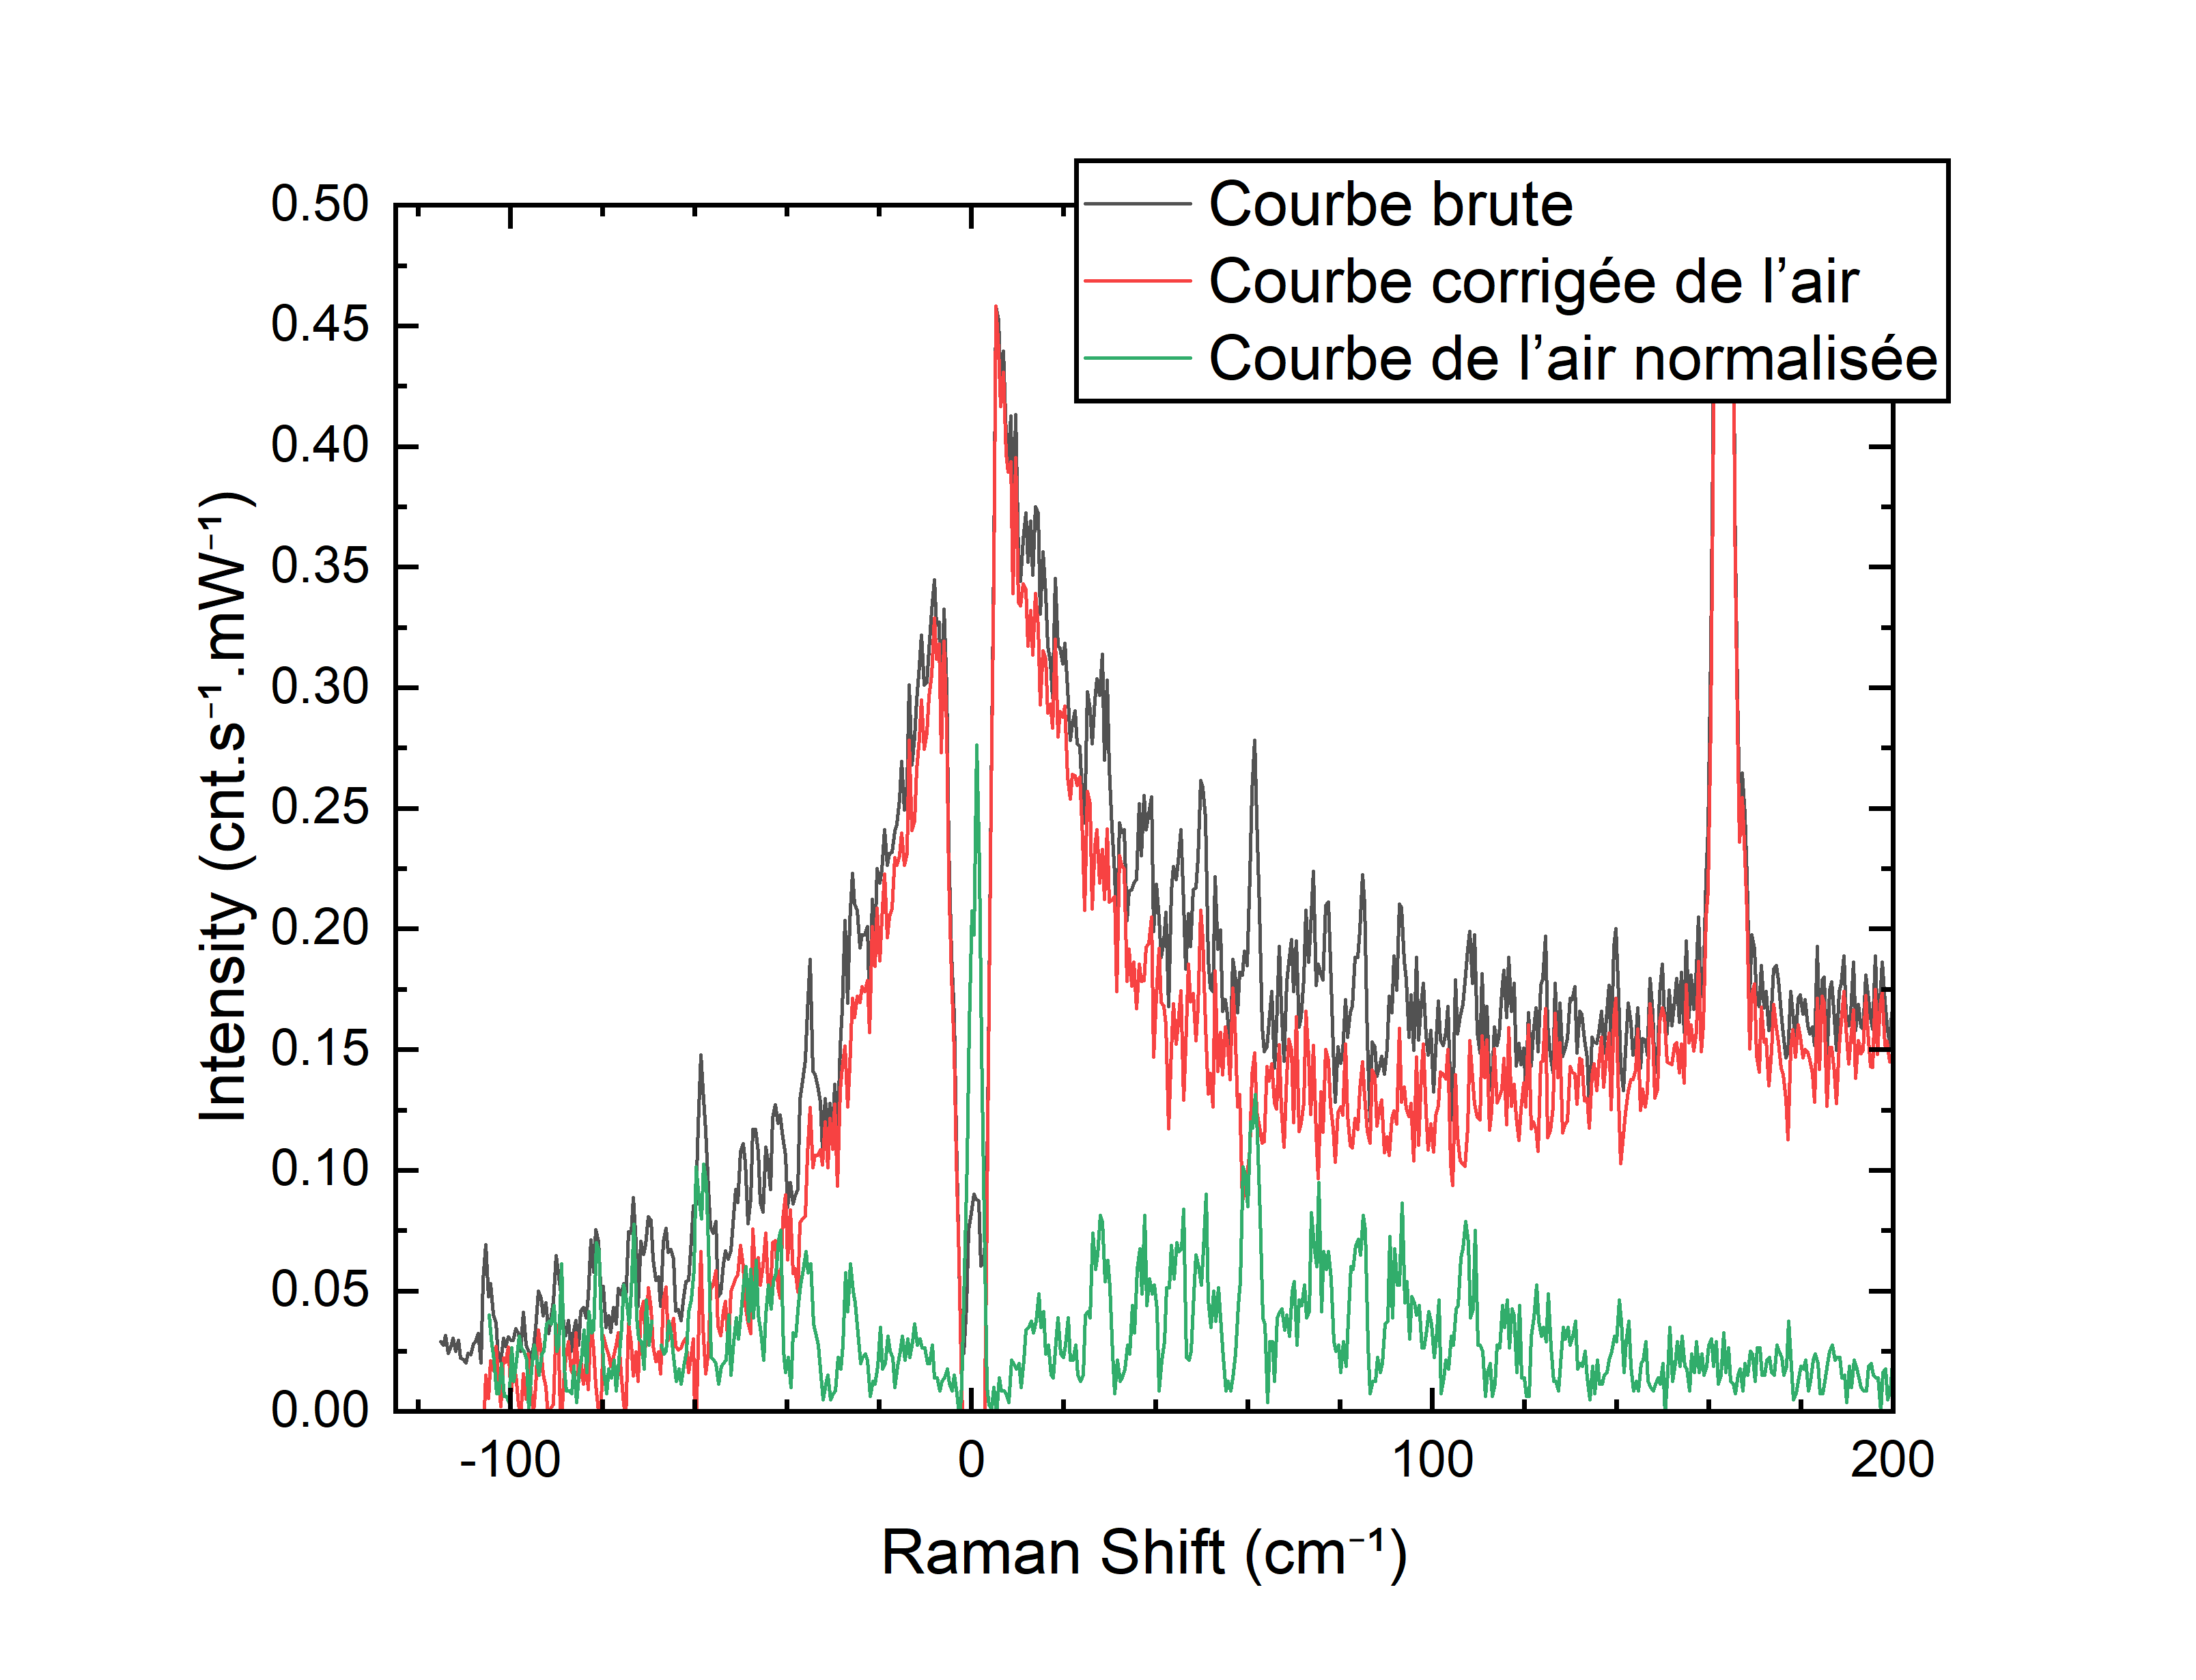 Courbe brute
Courbe corrigée de l’air
Courbe de l’air normalisée
0.50
0.45
0.40
0.35
0.30
0.25
0.20
0.15
0.10
0.05
0.00
Intensity (cnt.s⁻¹.mW⁻¹)
-100 0 100 200
Raman Shift (cm⁻¹)